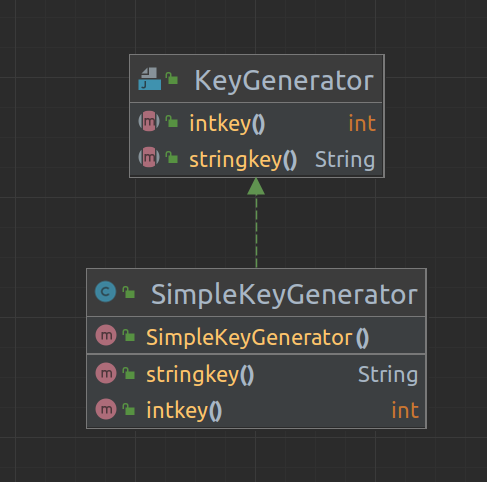 KeyGenerator
intkey() int
stringkey() String
SimpleKeyGenerator
SimpleKeyGenerator()
stringkey() String
intkey() int